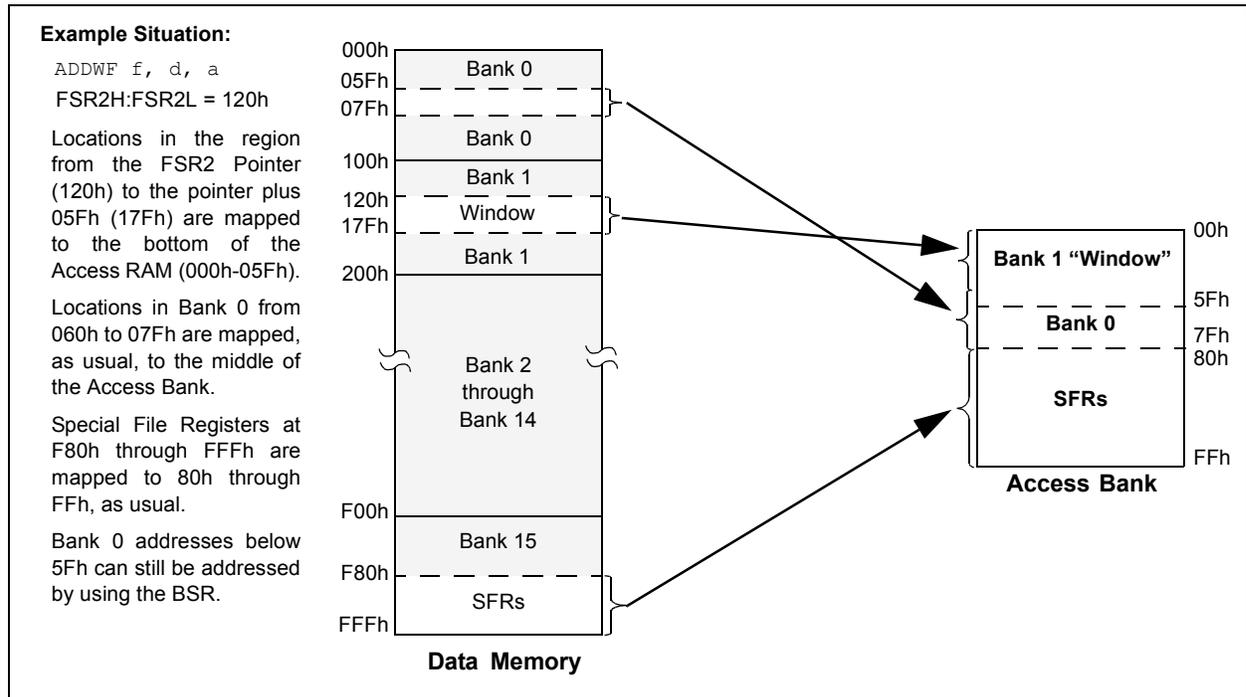 Example Situation:
ADDWF f, d, a
FSR2H:FSR2L = 120h
Locations in the region
from the FSR2 Pointer
(120h) to the pointer plus
05Fh (17Fh) are mapped
to the bottom of the
Access RAM (000h-05Fh).
Locations in Bank 0 from
060h to 07Fh are mapped,
as usual, to the middle of
the Access Bank.
Special File Registers at
F80h through FFFh are
mapped to 80h through
FFh, as usual.
Bank 0 addresses below
5Fh can still be addressed
by using the BSR.
000h
Bank 0
05Fh
07Fh
Bank 0
100h
Bank 1
120h
Window
17Fh
Bank 1
200h
Bank 2
through
Bank 14
F00h
Bank 15
F80h
SFRs
FFFh
Data Memory
00h
Bank 1 “Window”
5Fh
Bank 0
7Fh
80h
SFRs
FFh
Access Bank